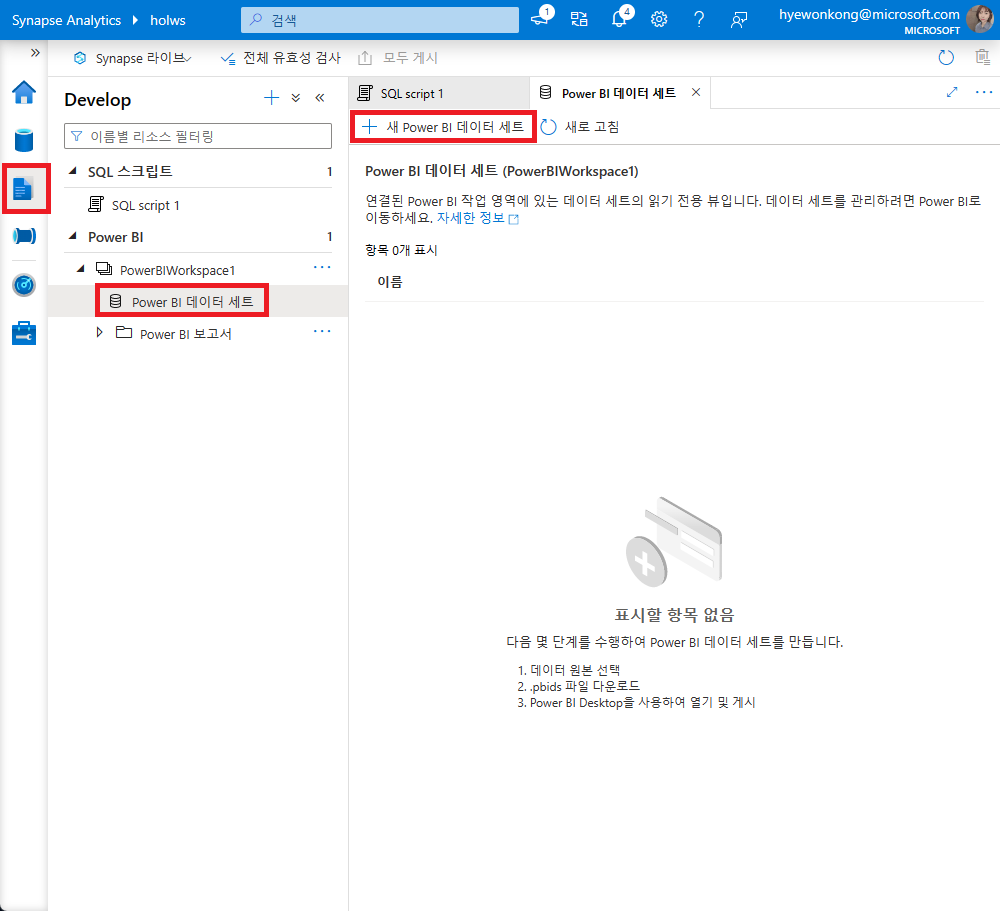 Synapse Analytics holws 검색 1 4 ? hyewonkong@microsoft.com
MICROSOFT
Synapse 라이브 전체 유효성 검사 모두 게시
Develop
이름별 리소스 필터링
SQL 스크립트 1
SQL script 1
Power BI 1
PowerBIWorkspace1 ...
Power BI 데이터 세트
Power BI 보고서 ...
SQL script 1 Power BI 데이터 세트 ...
새 Power BI 데이터 세트 새로 고침
Power BI 데이터 세트 (PowerBIWorkspace1)
연결된 Power BI 작업 영역에 있는 데이터 세트의 읽기 전용 뷰입니다. 데이터 세트를 관리하려면 Power BI로
이동하세요. 자세한 정보
항목 0개 표시
이름
표시할 항목 없음
다음 몇 단계를 수행하여 Power BI 데이터 세트를 만듭니다.
1. 데이터 원본 선택
2. .pbids 파일 다운로드
3. Power BI Desktop을 사용하여 열기 및 게시